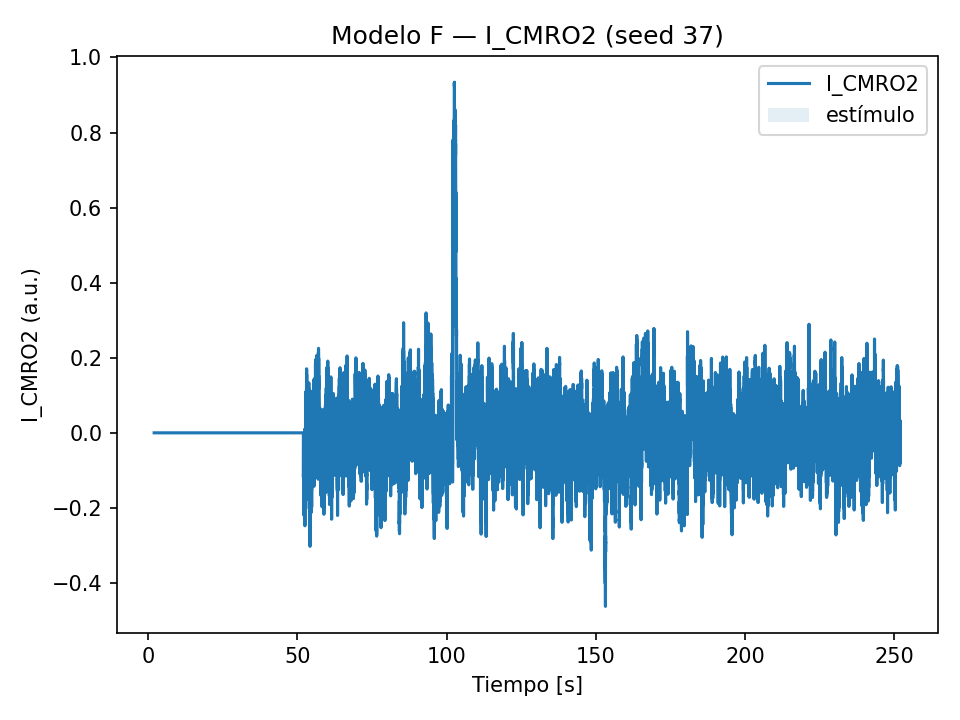 Modelo F — I_CMRO2 (seed 37)
I_CMRO2
estímulo
I_CMRO2 (a.u.)
1.0
0.8
0.6
0.4
0.2
0.0
−0.2
−0.4
0 50 100 150 200 250
Tiempo [s]